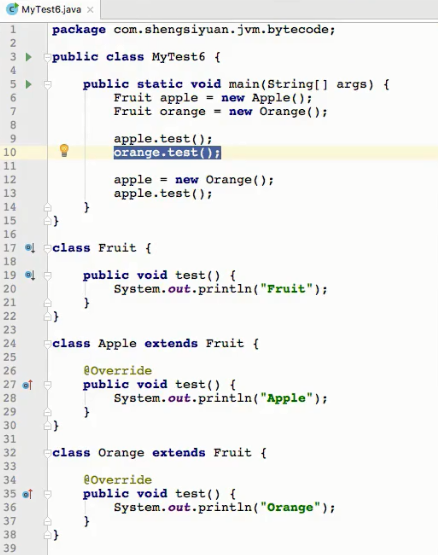 MyTest6.java
1 package com.shengsiyuan.jvm.bytecode;
2
3 public class MyTest6 {
4
5 public static void main(String[] args) {
6 Fruit apple = new Apple();
7 Fruit orange = new Orange();
8
9 apple.test();
10 orange.test();
11
12 apple = new Orange();
13 apple.test();
14 }
15 }
16
17 class Fruit {
18
19 public void test() {
20 System.out.println("Fruit");
21 }
22 }
23
24 class Apple extends Fruit {
25
26 @Override
27 public void test() {
28 System.out.println("Apple");
29 }
30 }
31
32 class Orange extends Fruit {
33
34 @Override
35 public void test() {
36 System.out.println("Orange");
37 }
38 }
39